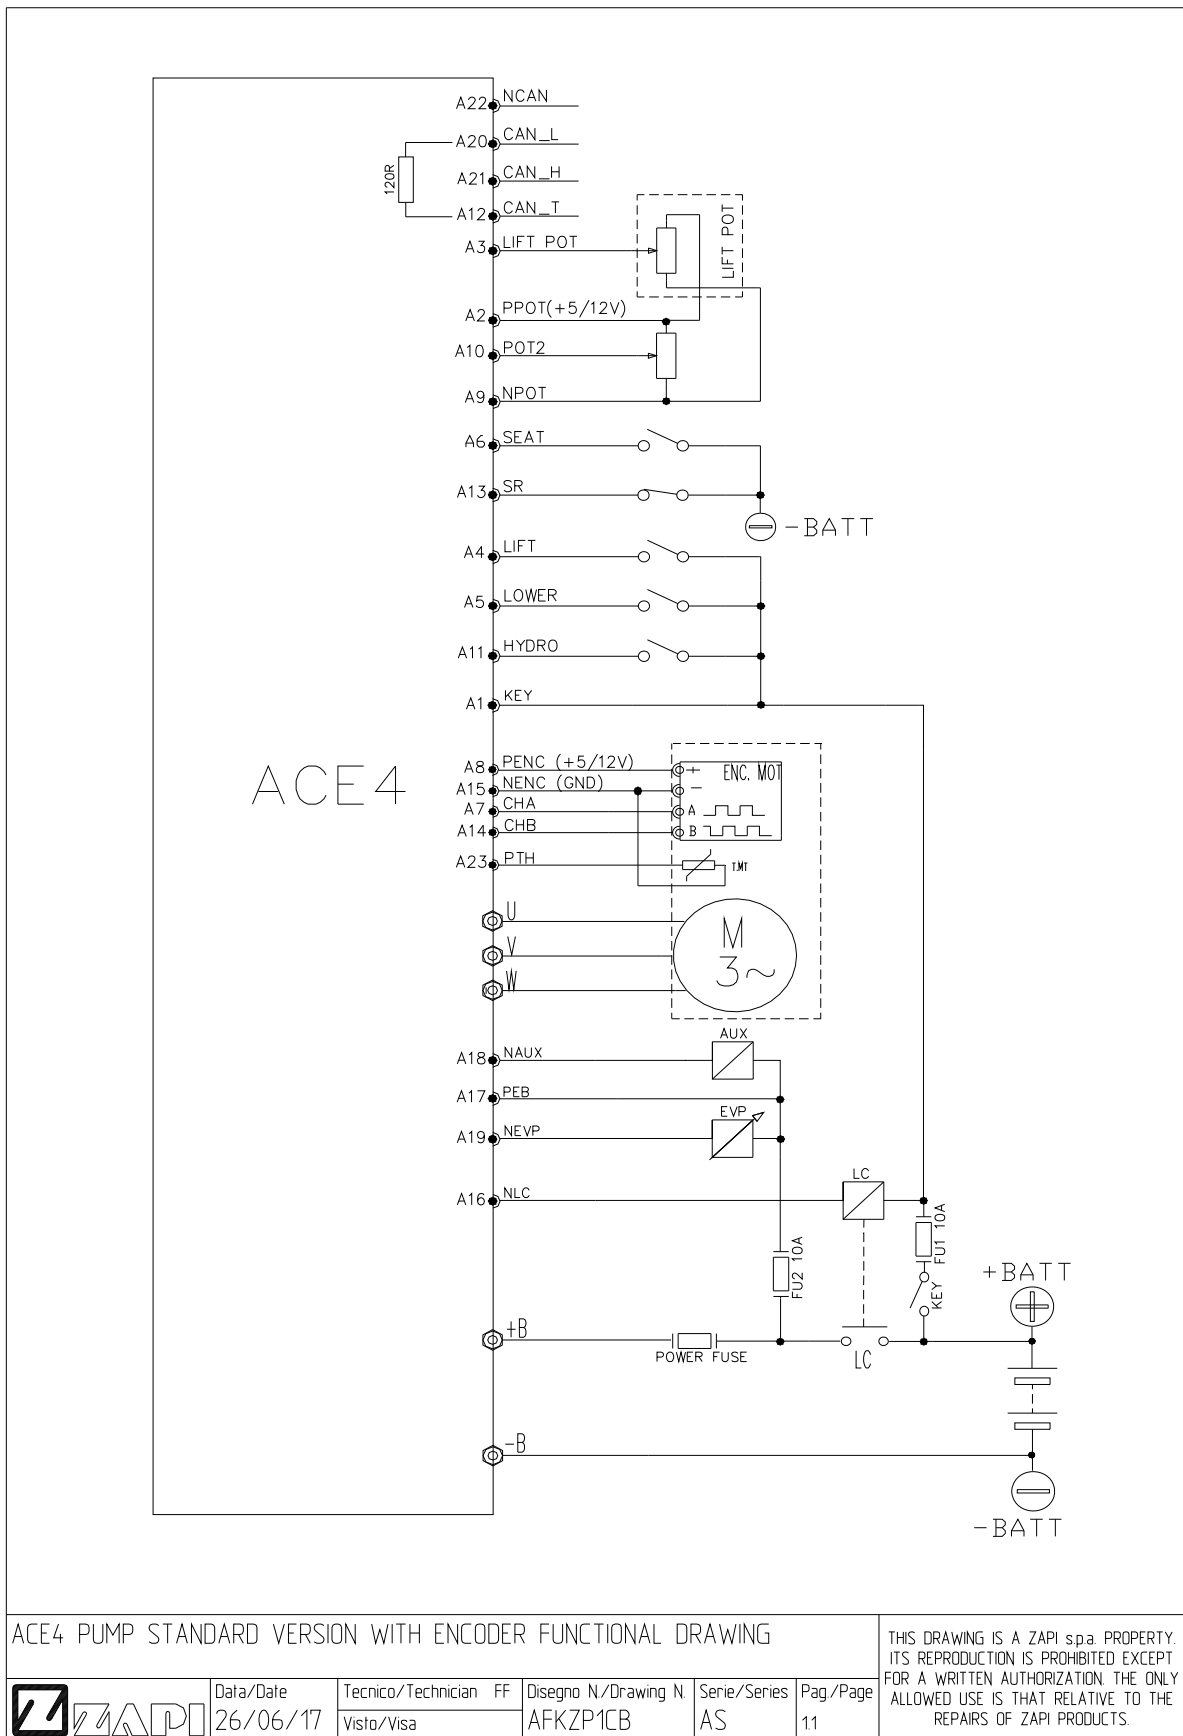 A22 NCAN
A20 CAN_L
120R
A21 CAN_H
A12 CAN_T
A3 LIFT POT
LIFT POT
A2 PPOT(+5/12V)
A10 POT2
A9 NPOT
A6 SEAT
A13 SR
-BATT
A4 LIFT
A5 LOWER
A11 HYDRO
A1 KEY
ACE4
A8 PENC (+5/12V)
+ ENC. MOT
A15 NENC (GND)
-
A7 CHA
A
A14 CHB
B
A23 PTH
T.MT
U
V
W
M
3~
AUX
A18 NAUX
A17 PEB
EVP
A19 NEVP
LC
A16 NLC
FU1 10A
FU2 10A
KEY
+BATT
+B
POWER FUSE
LC
-B
-BATT
ACE4 PUMP STANDARD VERSION WITH ENCODER FUNCTIONAL DRAWING
THIS DRAWING IS A ZAPI s.p.a. PROPERTY.
ITS REPRODUCTION IS PROHIBITED EXCEPT
FOR A WRITTEN AUTHORIZATION. THE ONLY
ALLOWED USE IS THAT RELATIVE TO THE
REPAIRS OF ZAPI PRODUCTS.
ZAPI
Data/Date
26/06/17
Tecnico/Technician FF
Visto/Visa
Disegno N./Drawing N.
AFKZP1CB
Serie/Series
AS
Pag./Page
1.1